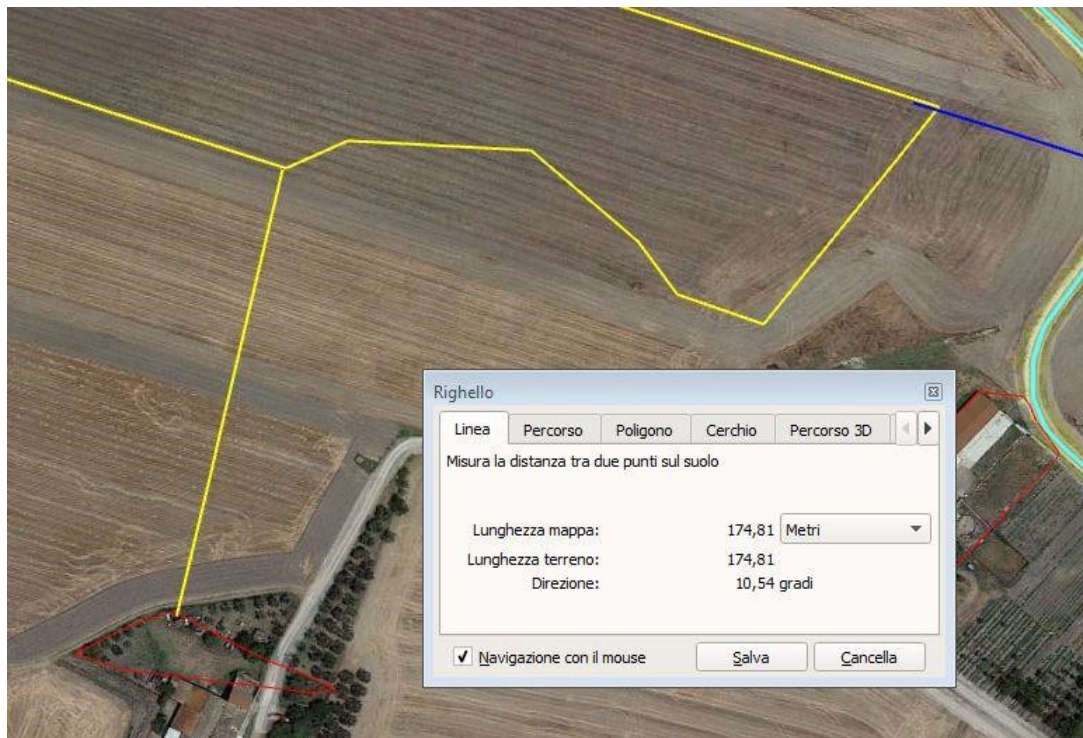 Righello
Linea Percorso Poligono Cerchio Percorso 3D
Misura la distanza tra due punti sul suolo
Lunghezza mappa: 174,81 Metri
Lunghezza terreno: 174,81
Direzione: 10,54 gradi
Navigazione con il mouse Salva Cancella